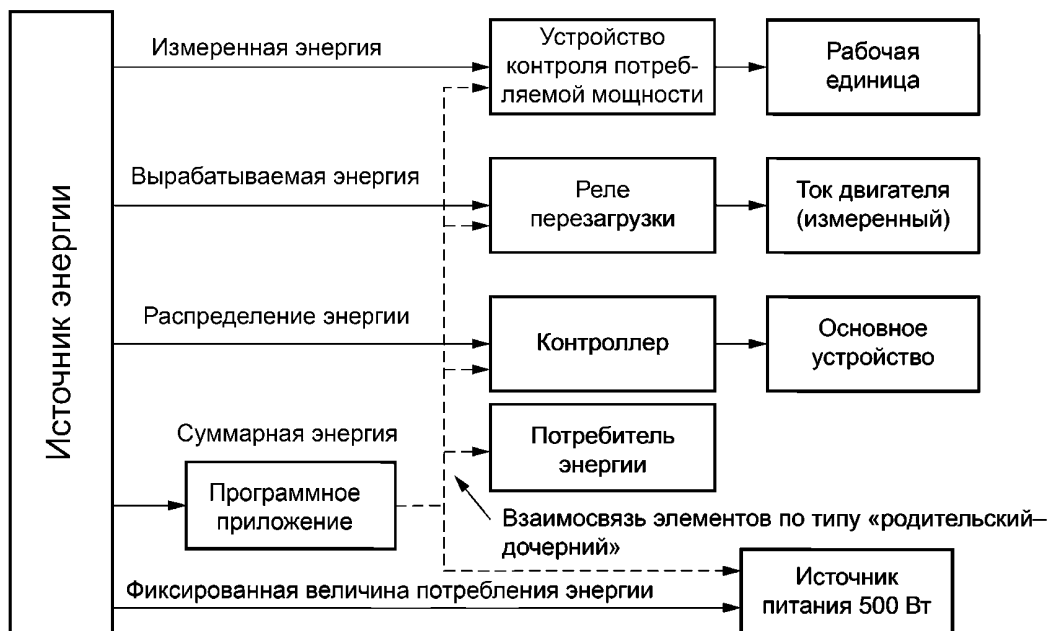 Источник энергии
Измеренная энергия
Устройство
контроля потреб-
ляемой мощности
Рабочая
единица
Вырабатываемая энергия
Реле
перезагрузки
Ток двигателя
(измеренный)
Распределение энергии
Контроллер
Основное
устройство
Суммарная энергия
Программное
приложение
Потребитель
энергии
Взаимосвязь элементов по типу «родительский–
дочерний»
Фиксированная величина потребления энергии
Источник
питания 500 Вт